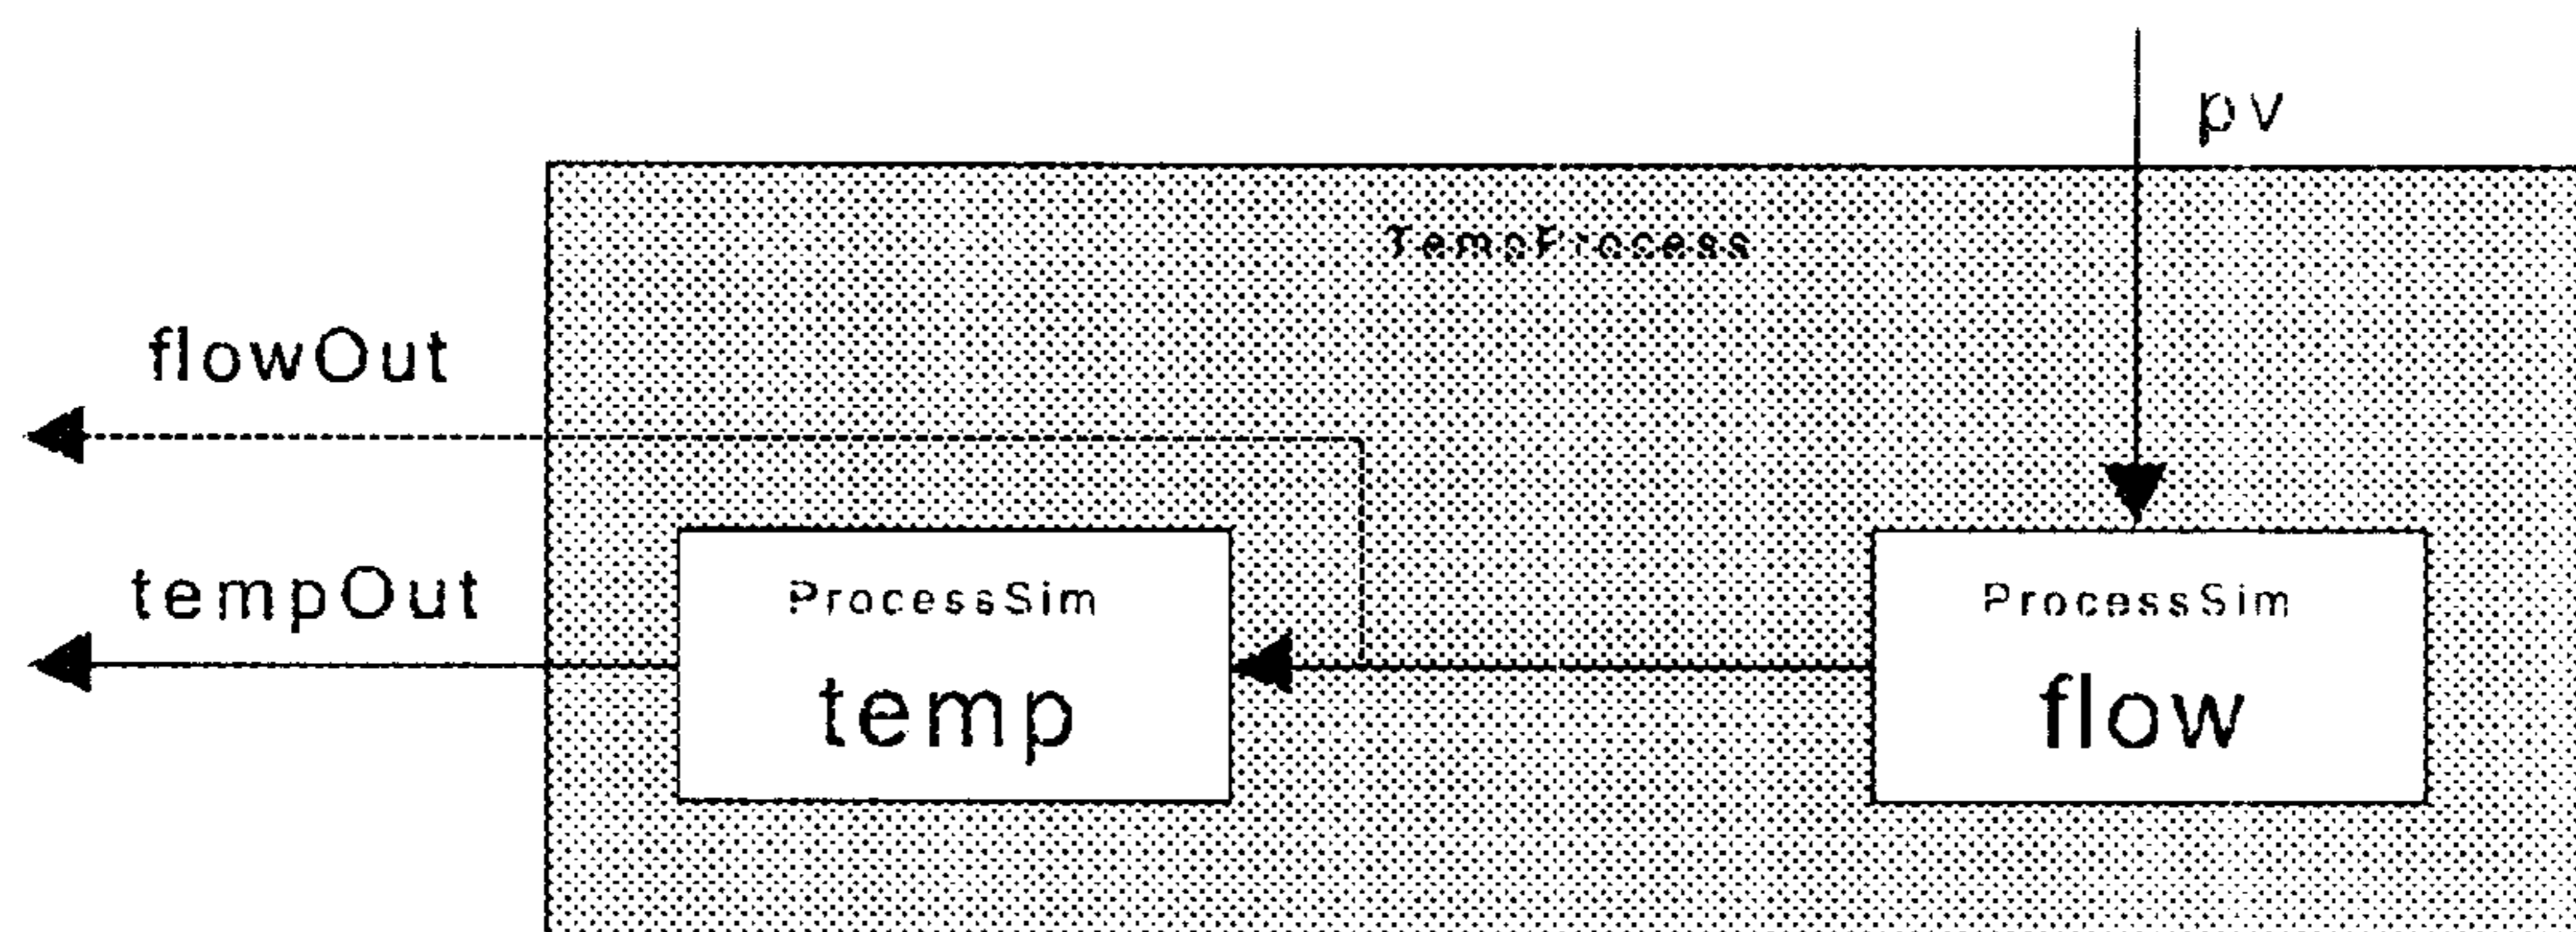 pv
TempProcess
flowOut
tempOut
ProcessSim
temp
ProcessSim
flow